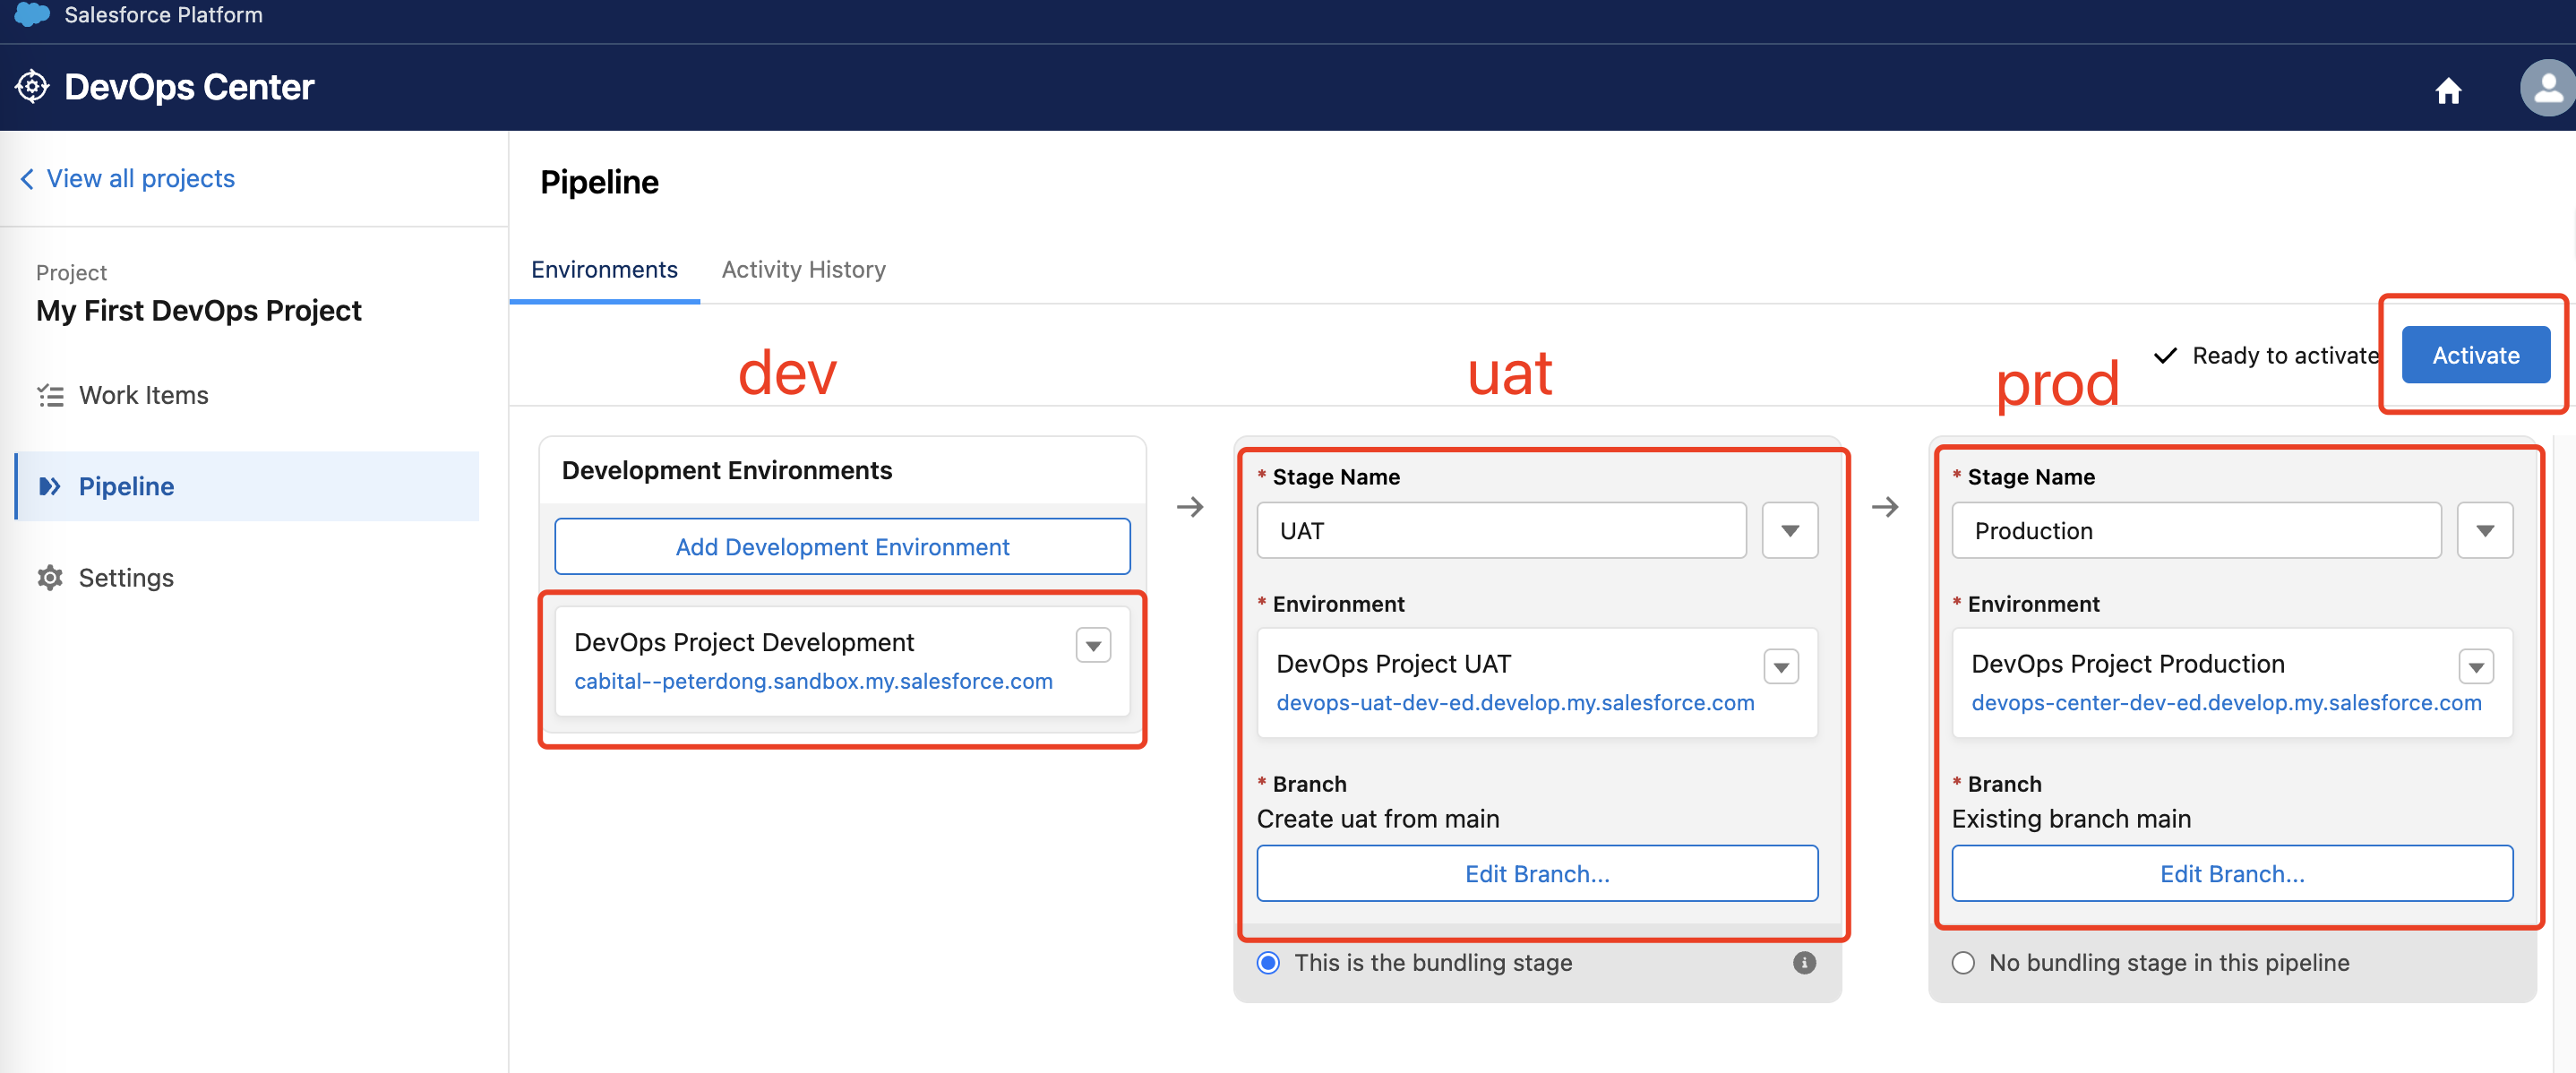 Salesforce Platform
DevOps Center
View all projects
Project
My First DevOps Project
Work Items
Pipeline
Settings
Pipeline
Environments
Activity History
Ready to activate
Activate
dev
uat
prod
Development Environments
Add Development Environment
DevOps Project Development
cabital--peterdong.sandbox.my.salesforce.com
* Stage Name
UAT
* Environment
DevOps Project UAT
devops-uat-dev-ed.develop.my.salesforce.com
* Branch
Create uat from main
Edit Branch...
This is the bundling stage
* Stage Name
Production
* Environment
DevOps Project Production
devops-center-dev-ed.develop.my.salesforce.com
* Branch
Existing branch main
Edit Branch...
No bundling stage in this pipeline